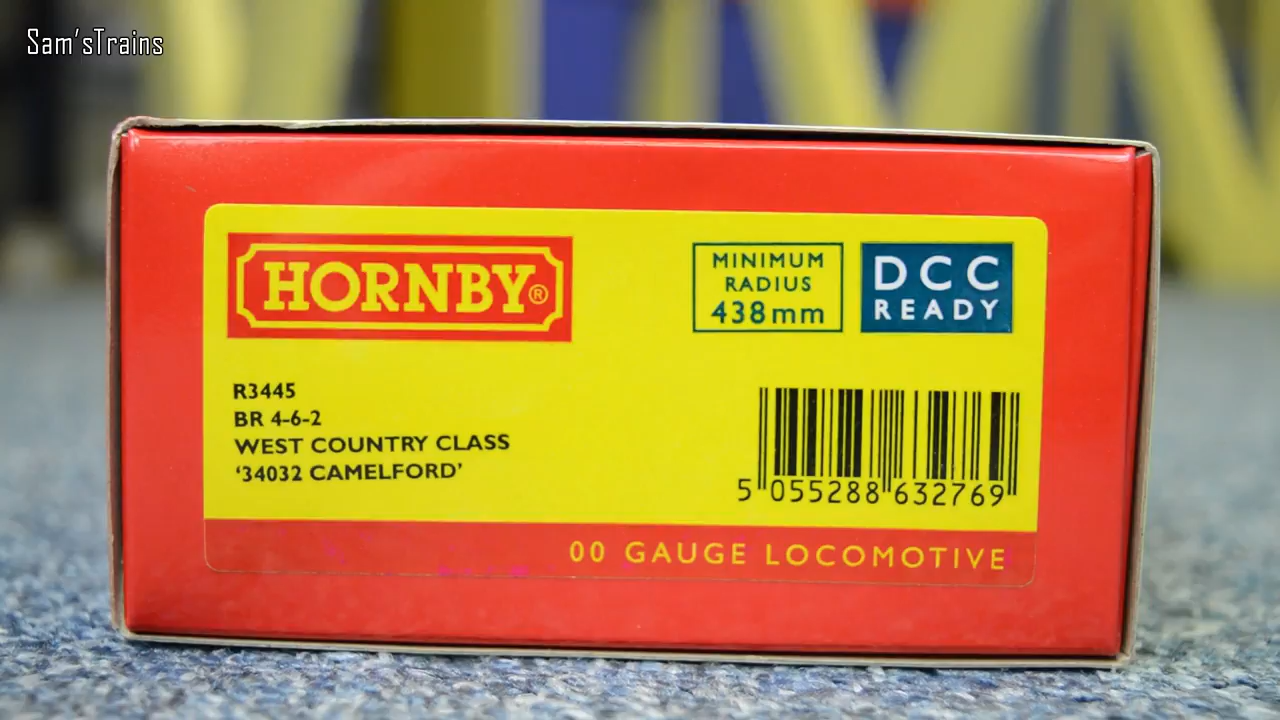 Sam'sTrains
HORNBY®
MINIMUM
RADIUS
438mm
DCC
READY
R3445
BR 4-6-2
WEST COUNTRY CLASS
'34032 CAMELFORD'
5 055288 632769
00 GAUGE LOCOMOTIVE